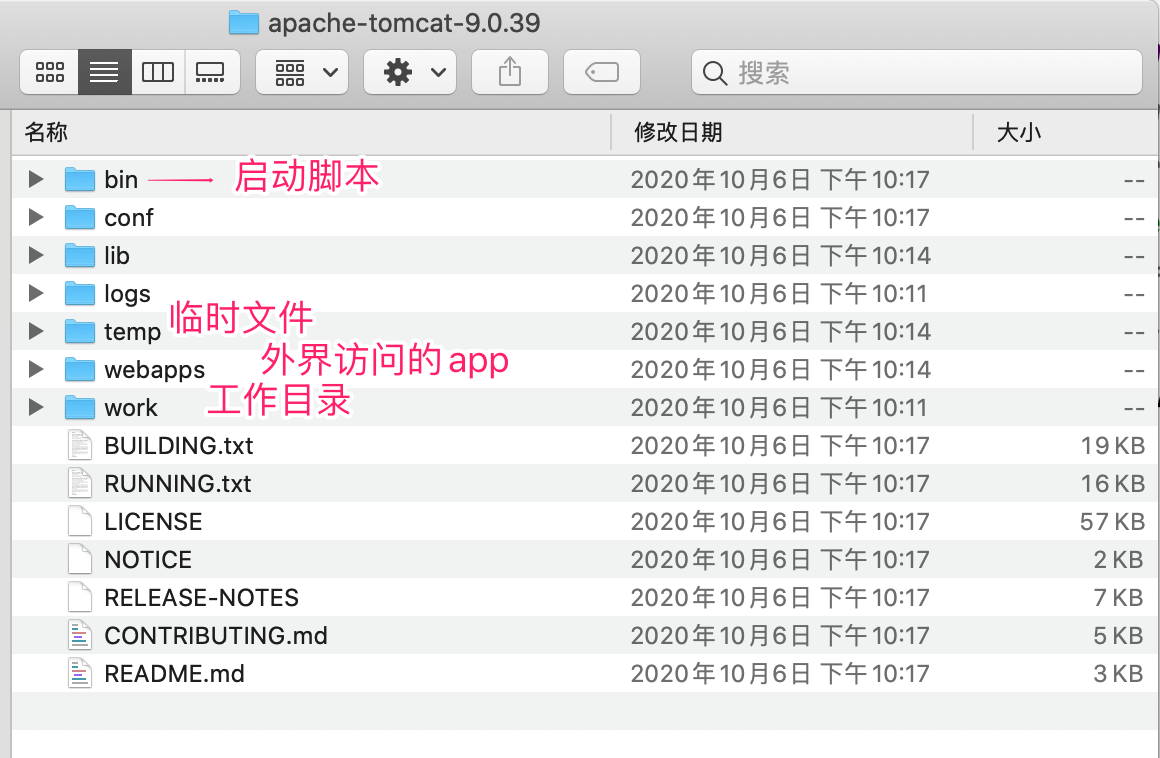 apache-tomcat-9.0.39
搜索
名称 修改日期 大小
bin 启动脚本 2020年10月6日 下午10:17 --
conf 2020年10月6日 下午10:17 --
lib 2020年10月6日 下午10:14 --
logs 2020年10月6日 下午10:11 --
temp 临时文件 2020年10月6日 下午10:14 --
webapps 外界访问的app 2020年10月6日 下午10:14 --
work 工作目录 2020年10月6日 下午10:11 --
BUILDING.txt 2020年10月6日 下午10:17 19 KB
RUNNING.txt 2020年10月6日 下午10:17 16 KB
LICENSE 2020年10月6日 下午10:17 57 KB
NOTICE 2020年10月6日 下午10:17 2 KB
RELEASE-NOTES 2020年10月6日 下午10:17 7 KB
CONTRIBUTING.md 2020年10月6日 下午10:17 5 KB
README.md 2020年10月6日 下午10:17 3 KB